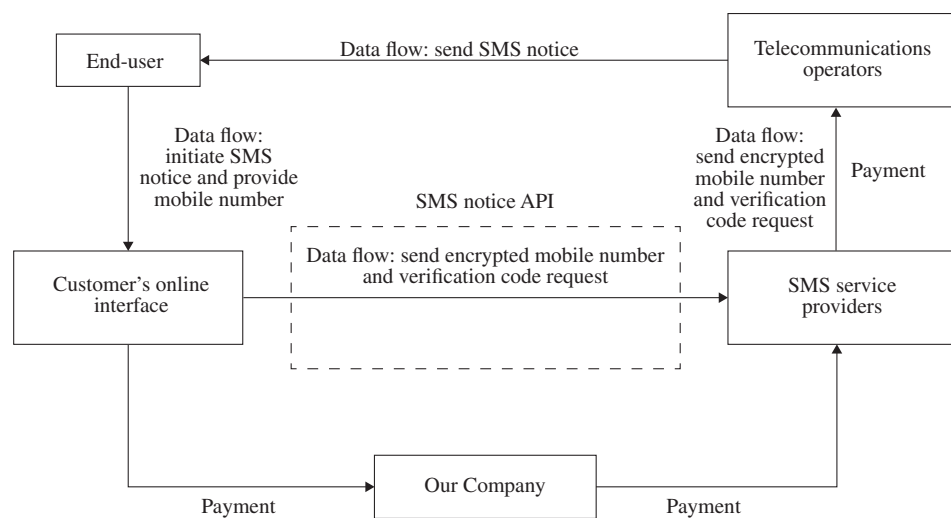 End-user
Data flow: send SMS notice
Telecommunications
operators
Data flow:
initiate SMS
notice and provide
mobile number
Data flow:
send encrypted
mobile number
and verification
code request
Payment
SMS notice API
Customer's online
interface
Data flow: send encrypted mobile number
and verification code request
SMS service
providers
Payment
Our Company
Payment